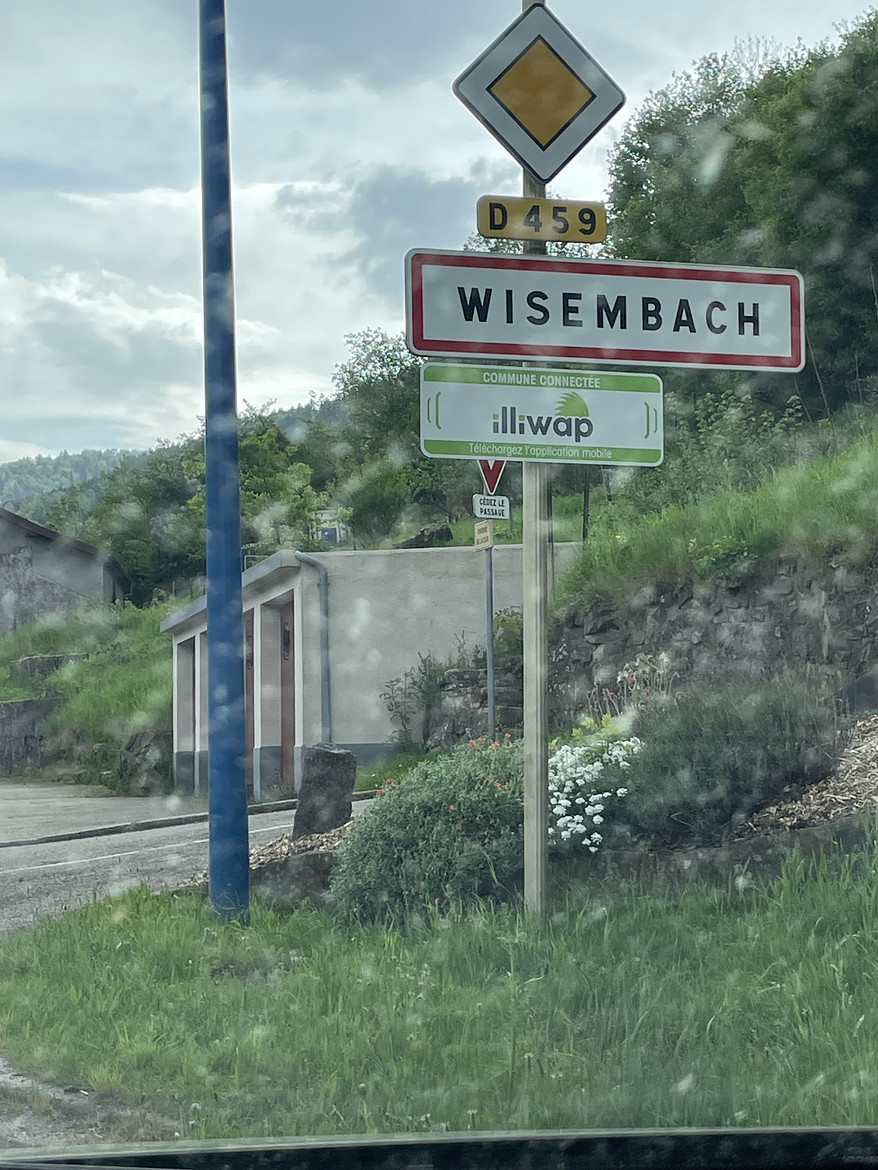 D 459
WISEMBACH
COMMUNE CONNECTÉE
illiwap
Téléchargez l'application mobile
CÉDEZ LE
PASSAGE